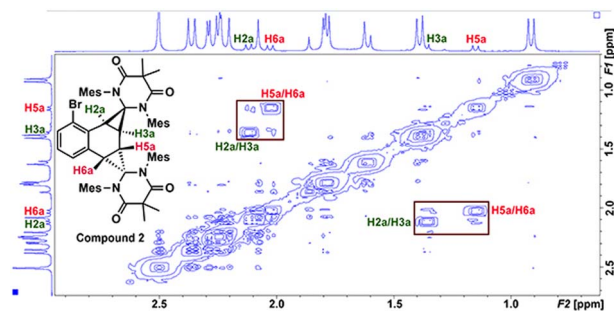 H2a H6a H3a H5a
F1 [ppm]
1.0
1.5
2.0
2.5
H5a
H3a
H6a
H2a
O
Mes N
Br
O
N
H2a
Mes
H3a
H5a
H6a
Mes
Mes N N
O O
Compound 2
H5a/H6a
H2a/H3a
H5a/H6a
H2a/H3a
2.5 2.0 1.5 1.0 F2 [ppm]